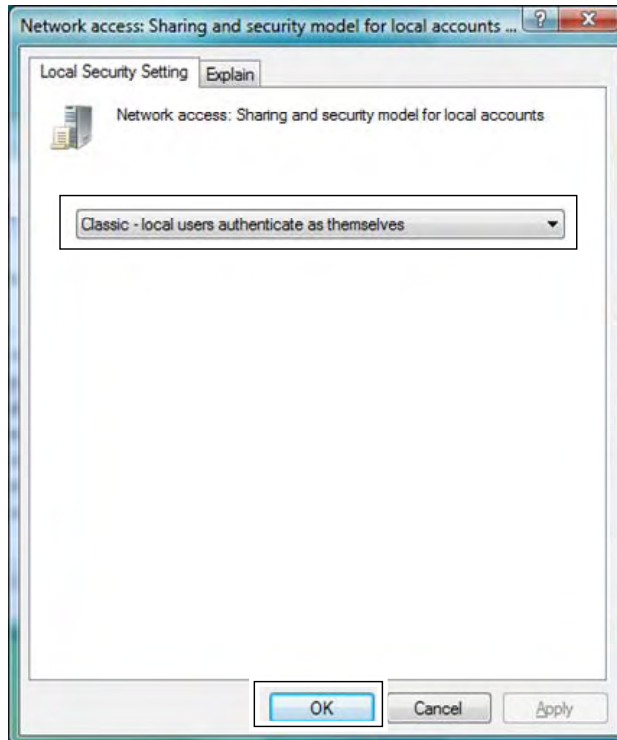 Network access: Sharing and security model for local accounts ...
Local Security Setting Explain
Network access: Sharing and security model for local accounts
Classic - local users authenticate as themselves
OK Cancel Apply